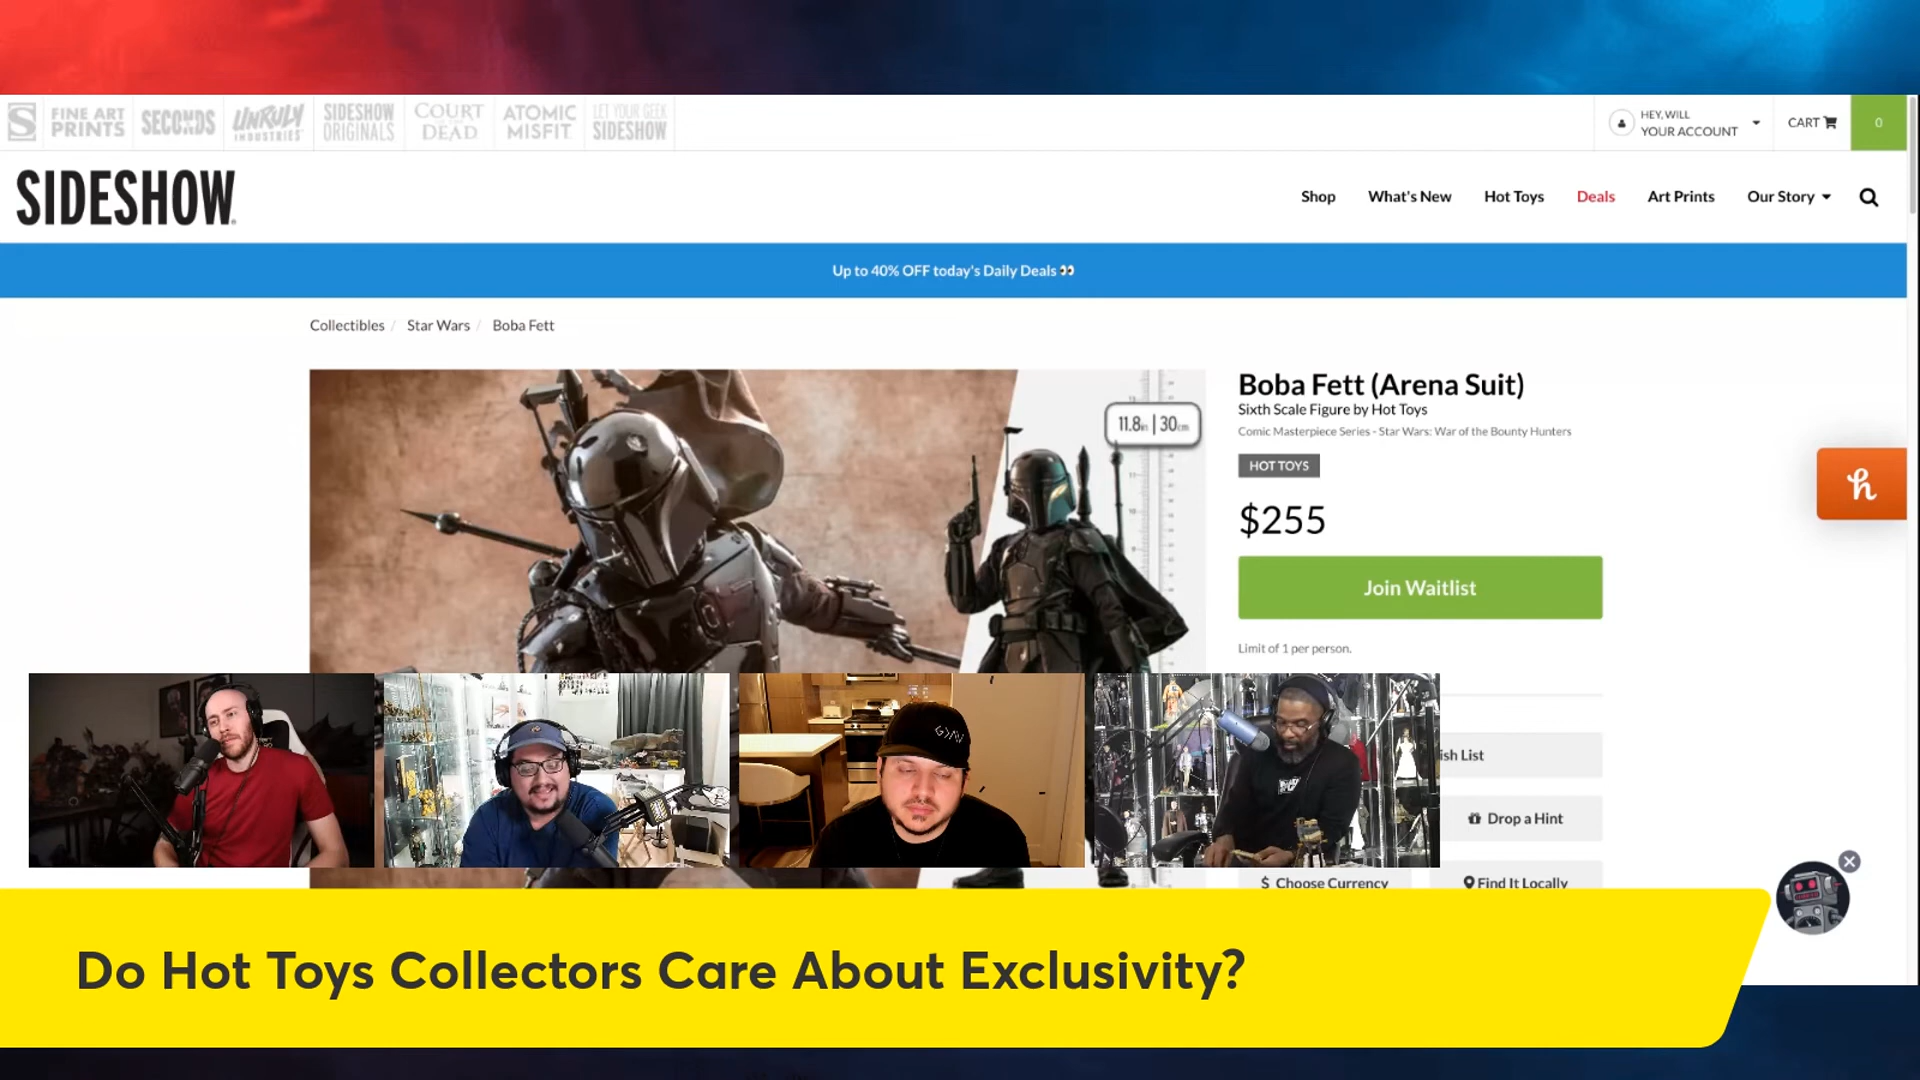 S
FINE ART
PRINTS
SECONDS
UNRULY
INDUSTRIES
SIDESHOW
ORIGINALS
COURT
DEAD
ATOMIC
MISFIT
LET YOUR GEEK
SIDESHOW
HEY, WILL
YOUR ACCOUNT
CART
0
SIDESHOW
Shop
What's New
Hot Toys
Deals
Art Prints
Our Story
Up to 40% OFF today's Daily Deals
Collectibles / Star Wars / Boba Fett
11.8in | 30cm
Boba Fett (Arena Suit)
Sixth Scale Figure by Hot Toys
Comic Masterpiece Series - Star Wars: War of the Bounty Hunters
HOT TOYS
$255
Join Waitlist
Limit of 1 per person.
ish List
Drop a Hint
$ Choose Currency
Find It Locally
Do Hot Toys Collectors Care About Exclusivity?